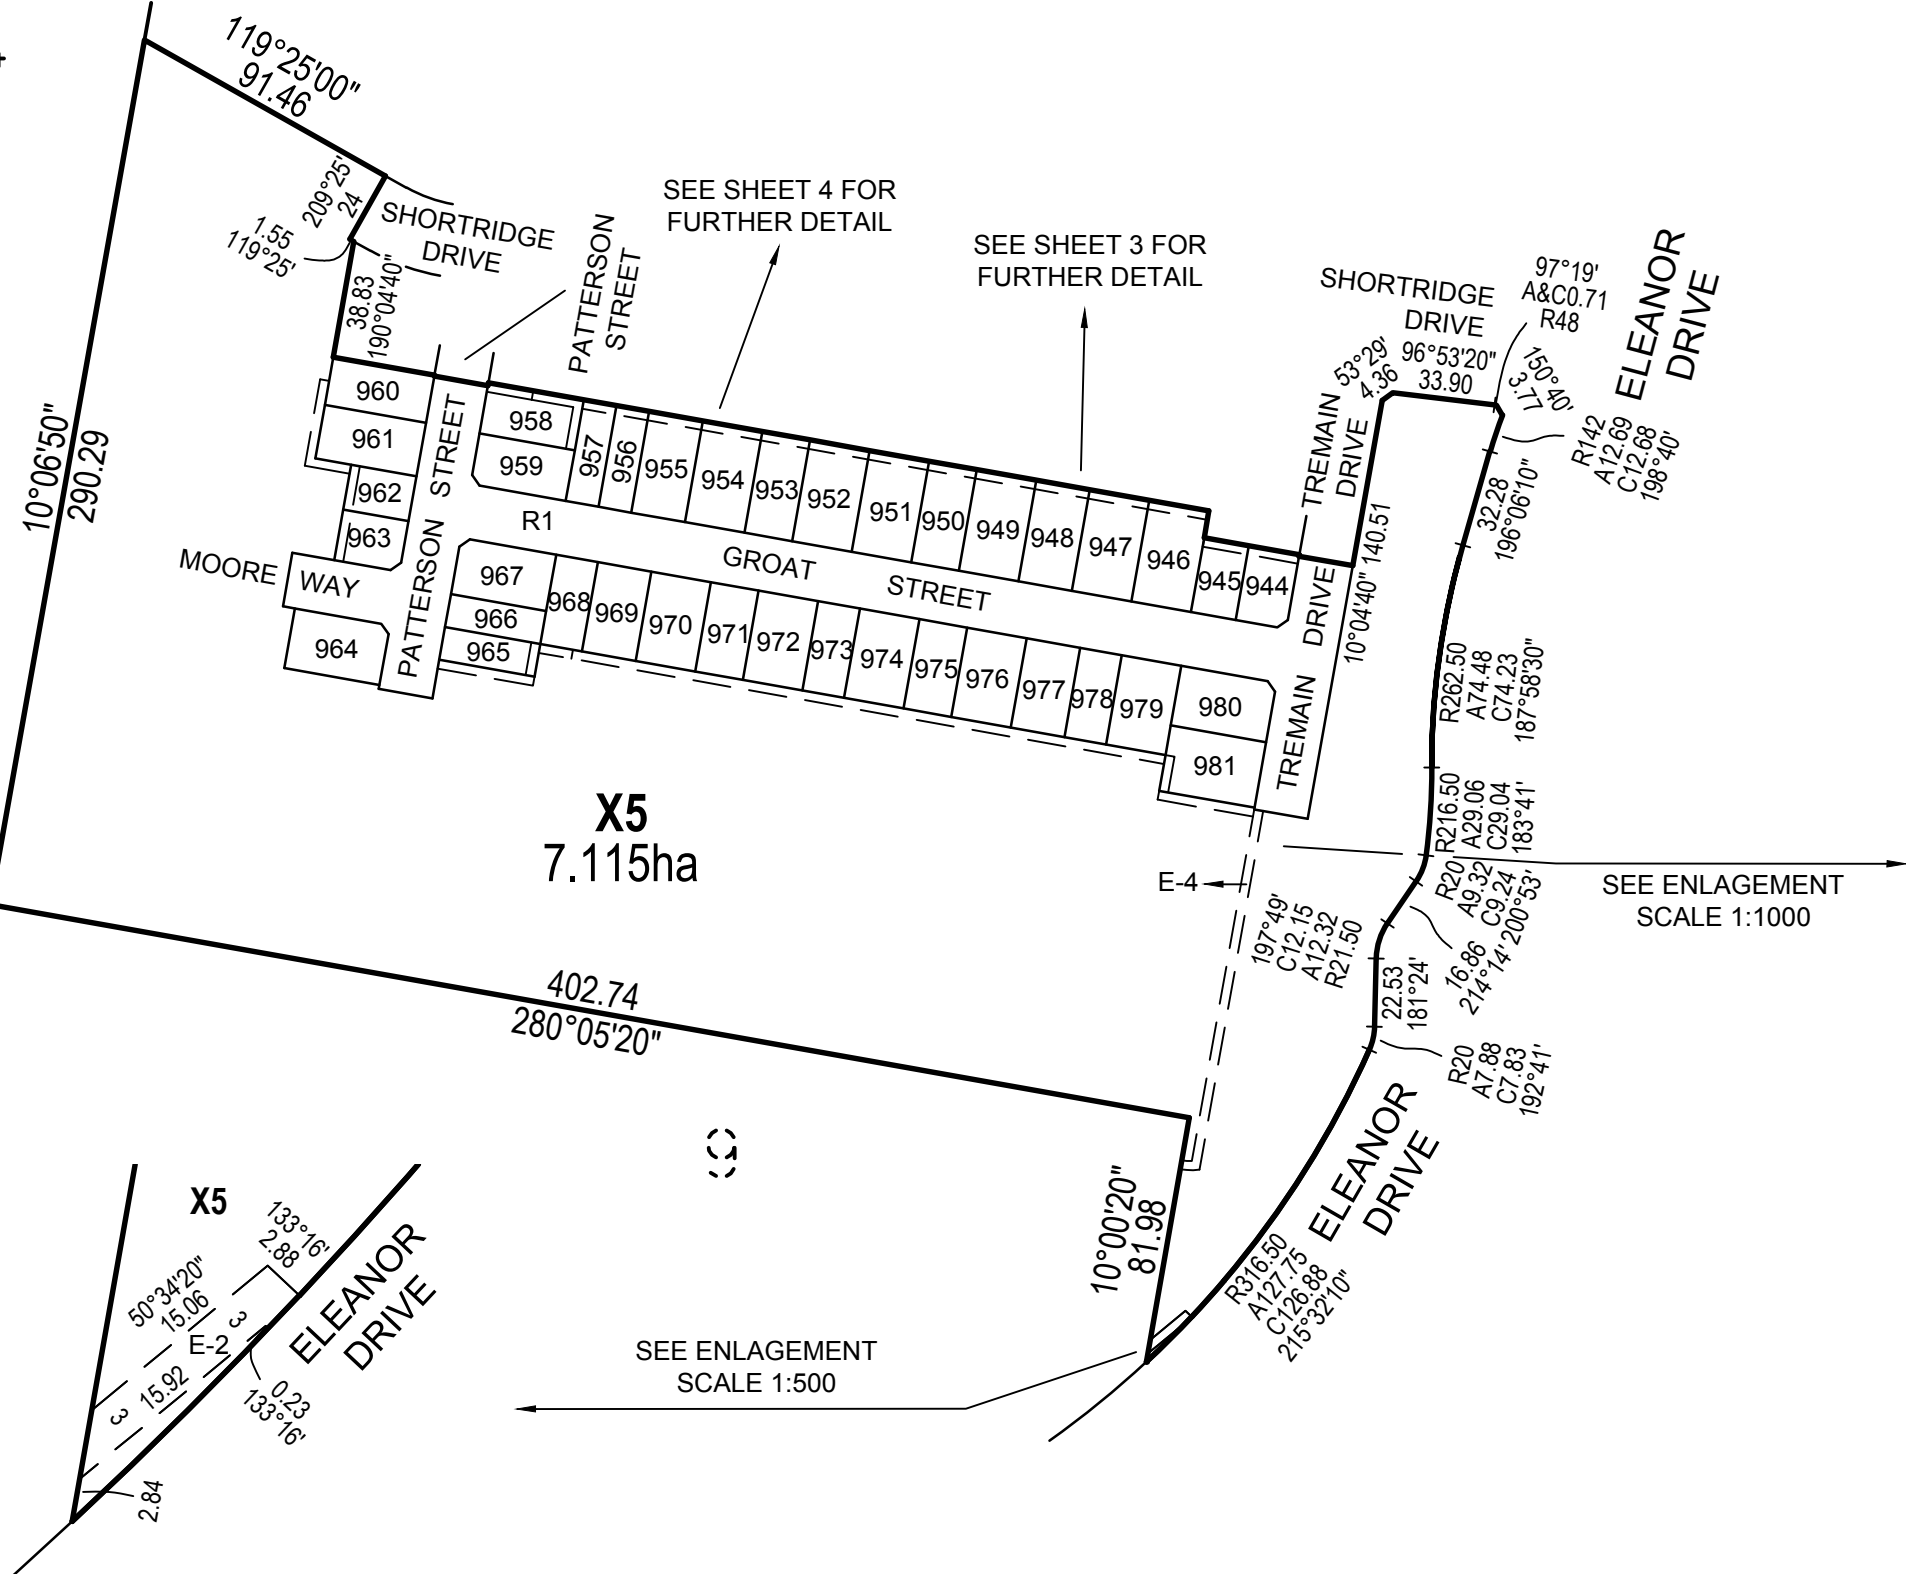 119°25'00"
91.46
209°25'
24
1.55
119°25'
SHORTRIDGE
DRIVE
38.83
190°04'40"
PATTERSON
STREET
SEE SHEET 4 FOR
FURTHER DETAIL
SEE SHEET 3 FOR
FURTHER DETAIL
SHORTRIDGE
DRIVE
96°53'20"
33.90
97°19'
A&C0.71
R48
ELEANOR
DRIVE
53°29'
4.36
150°40'
3.77
R142
A12.69
C12.68
198°40'
TREMAIN
DRIVE
32.28
196°06'10"
10°04'40" 140.51
10°06'50"
290.29
960
961
962
963
964
PATTERSON STREET
958
959
957
956
955
954
953
952
951
950
949
948
947
946
945
944
R1
GROAT STREET
MOORE WAY
967
966
965
968
969
970
971
972
973
974
975
976
977
978
979
980
981
TREMAIN DRIVE
R262.50
A74.48
C74.23
187°58'30"
R216.50
A29.06
C29.04
183°41'
R20
A9.32
C9.24
200°53'
SEE ENLAGEMENT
SCALE 1:1000
X5
7.115ha
E-4
197°49'
C12.15
A12.32
R21.50
16.86
214°14'
22.53
181°24'
R20
A7.88
C7.83
192°41'
402.74
280°05'20"
ELEANOR
DRIVE
10°00'20"
81.98
R316.50
A127.75
C126.88
215°32'10"
SEE ENLAGEMENT
SCALE 1:500
X5
133°16'
2.88
50°34'20"
15.06
3
E-2
15.92
3
ELEANOR
DRIVE
0.23
133°16'
2.84